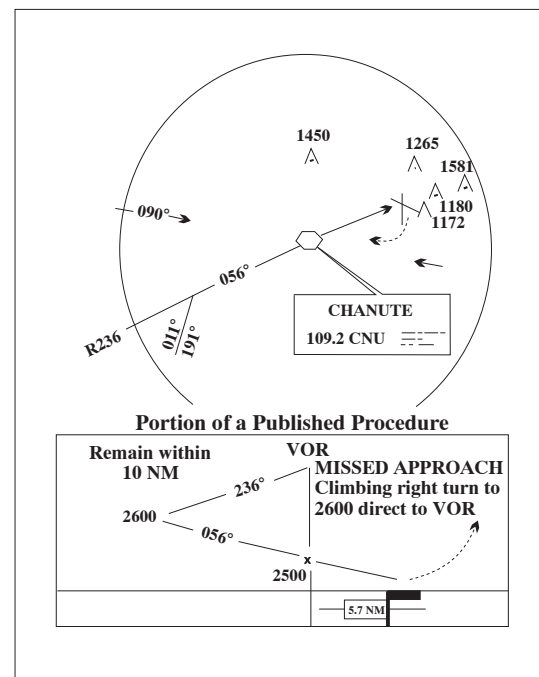 1450
1265
1581
1180
1172
090°
056°
R236
011°
191°
CHANUTE
109.2 CNU
Portion of a Published Procedure
Remain within
10 NM
VOR
MISSED APPROACH
Climbing right turn to
2600 direct to VOR
236°
2600
056°
x
2500
5.7 NM